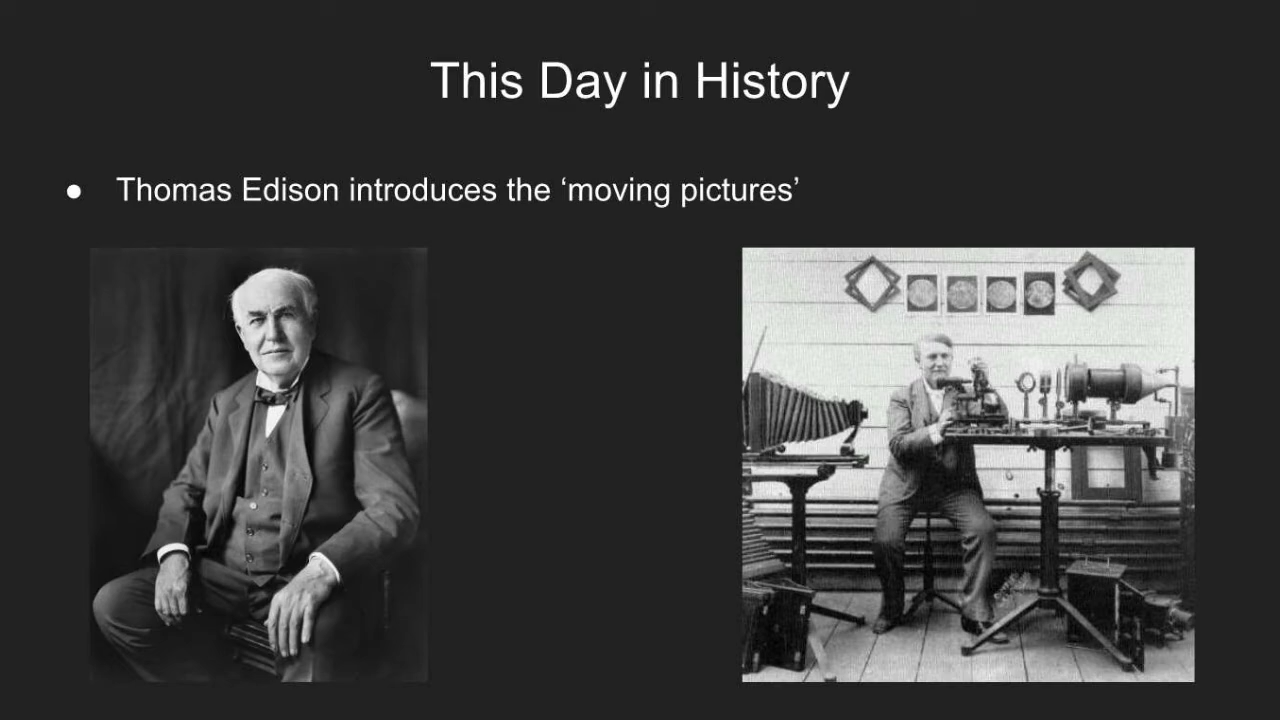 This Day in History
● Thomas Edison introduces the ‘moving pictures’